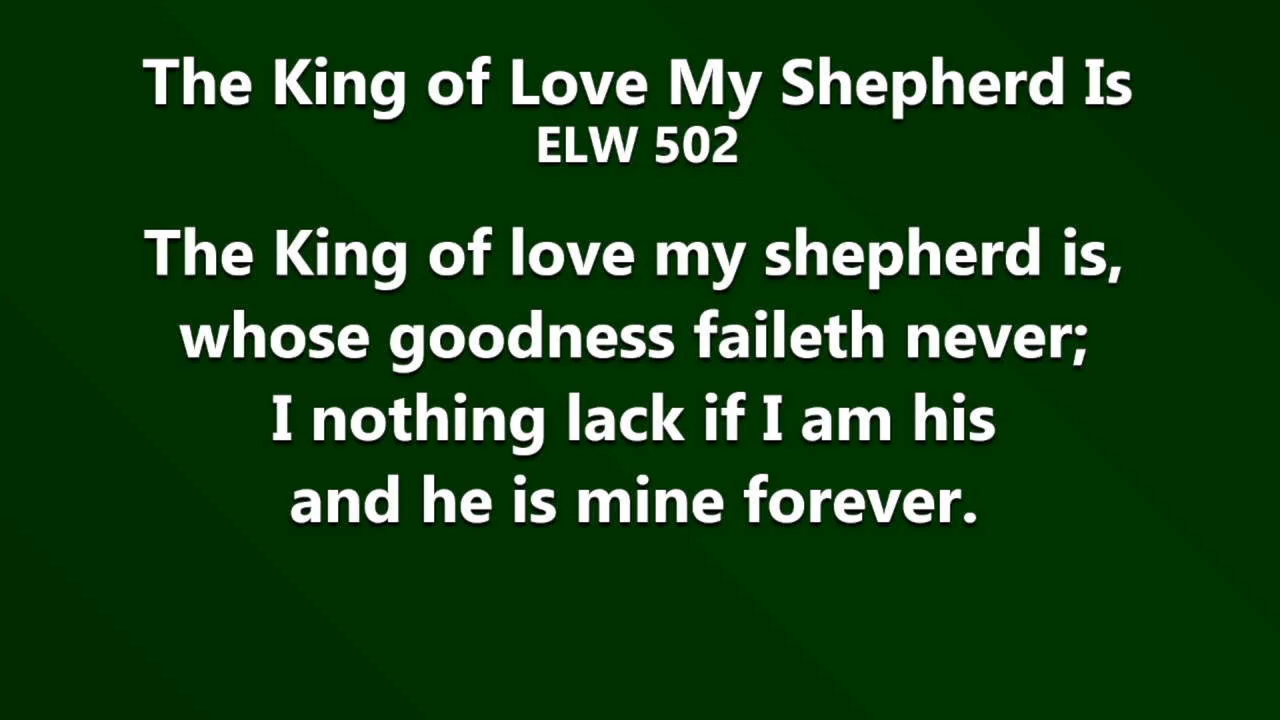 The King of Love My Shepherd Is
ELW 502
The King of love my shepherd is,
whose goodness faileth never;
I nothing lack if I am his
and he is mine forever.